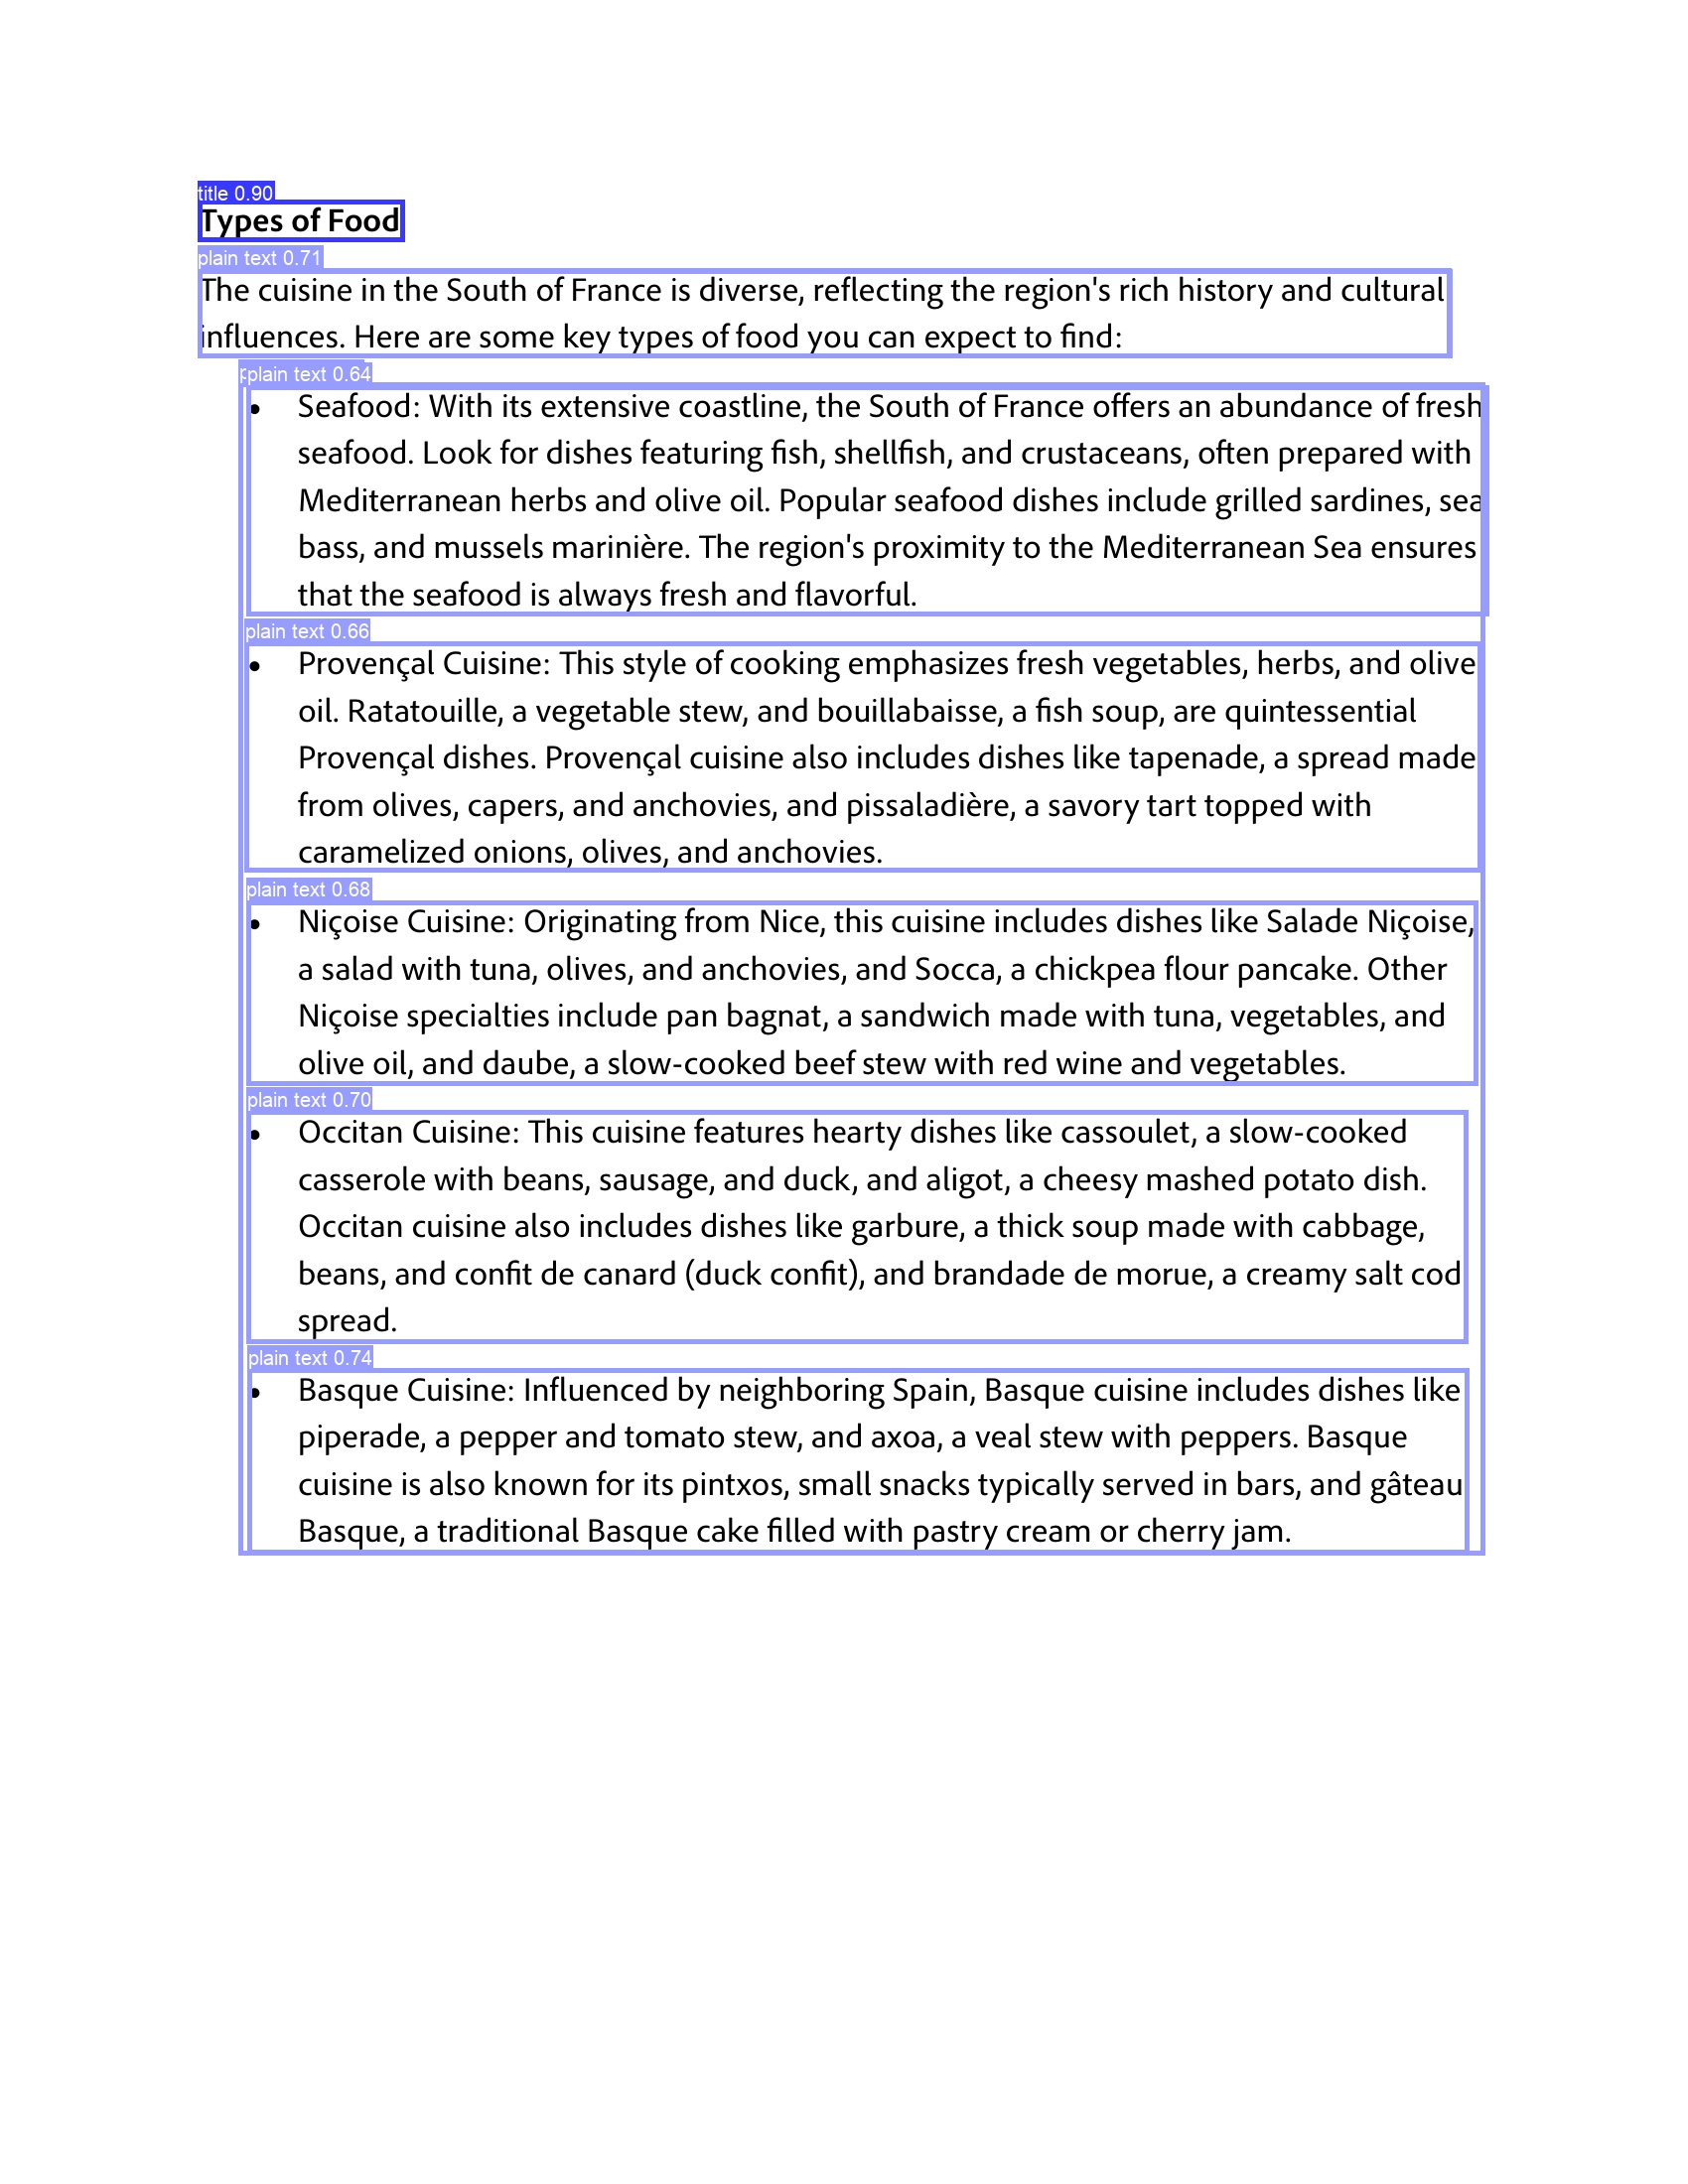 title 0.90
Types of Food
plain text 0.71
The cuisine in the South of France is diverse, reflecting the region's rich history and cultural
influences. Here are some key types of food you can expect to find:
plain text 0.64
• Seafood: With its extensive coastline, the South of France offers an abundance of fresh
seafood. Look for dishes featuring fish, shellfish, and crustaceans, often prepared with
Mediterranean herbs and olive oil. Popular seafood dishes include grilled sardines, sea
bass, and mussels marinière. The region's proximity to the Mediterranean Sea ensures
that the seafood is always fresh and flavorful.
plain text 0.66
• Provençal Cuisine: This style of cooking emphasizes fresh vegetables, herbs, and olive
oil. Ratatouille, a vegetable stew, and bouillabaisse, a fish soup, are quintessential
Provençal dishes. Provençal cuisine also includes dishes like tapenade, a spread made
from olives, capers, and anchovies, and pissaladière, a savory tart topped with
caramelized onions, olives, and anchovies.
plain text 0.68
• Niçoise Cuisine: Originating from Nice, this cuisine includes dishes like Salade Niçoise,
a salad with tuna, olives, and anchovies, and Socca, a chickpea flour pancake. Other
Niçoise specialties include pan bagnat, a sandwich made with tuna, vegetables, and
olive oil, and daube, a slow-cooked beef stew with red wine and vegetables.
plain text 0.70
• Occitan Cuisine: This cuisine features hearty dishes like cassoulet, a slow-cooked
casserole with beans, sausage, and duck, and aligot, a cheesy mashed potato dish.
Occitan cuisine also includes dishes like garbure, a thick soup made with cabbage,
beans, and confit de canard (duck confit), and brandade de morue, a creamy salt cod
spread.
plain text 0.74
• Basque Cuisine: Influenced by neighboring Spain, Basque cuisine includes dishes like
piperade, a pepper and tomato stew, and axoa, a veal stew with peppers. Basque
cuisine is also known for its pintxos, small snacks typically served in bars, and gâteau
Basque, a traditional Basque cake filled with pastry cream or cherry jam.